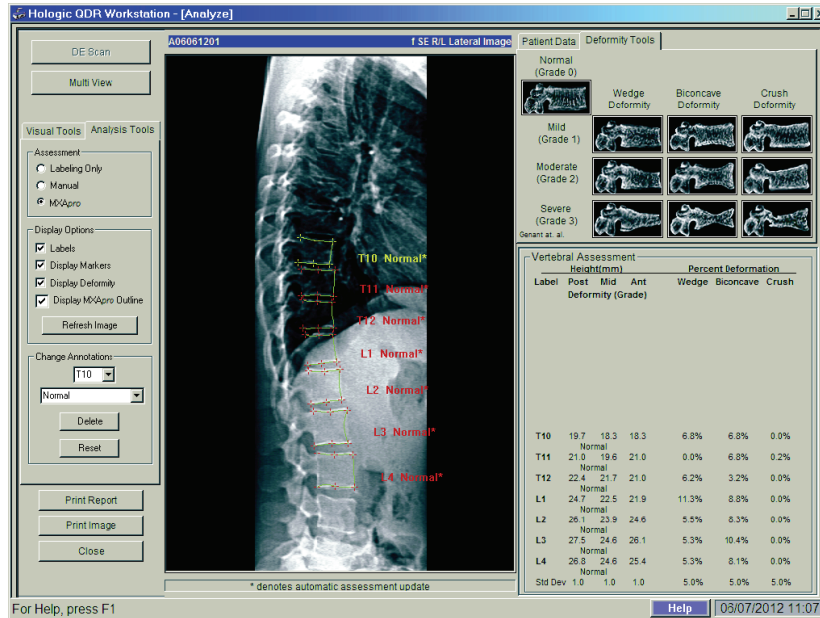 Hologic QDR Workstation - [Analyze]
DE Scan
Multi View
Visual Tools Analysis Tools
Assessment
Labeling Only
Manual
MXApro
Display Options
Labels
Display Markers
Display Deformity
Display MXApro Outline
Refresh Image
Change Annotations
T10
Normal
Delete
Reset
Print Report
Print Image
Close
A06061201 f SE R/L Lateral Image
T10 Normal*
T11 Normal*
T12 Normal*
L1 Normal*
L2 Normal*
L3 Normal*
L4 Normal*
* denotes automatic assessment update
Patient Data Deformity Tools
Normal
(Grade 0)
Wedge Deformity Biconcave Deformity Crush Deformity
Mild
(Grade 1)
Moderate
(Grade 2)
Severe
(Grade 3)
Genant at. al.
Vertebral Assessment
Height(mm) Percent Deformation
Label Post Mid Ant Wedge Biconcave Crush
Deformity (Grade)
T10 19.7 18.3 18.3 6.8% 6.8% 0.0%
Normal
T11 21.0 19.6 21.0 0.0% 6.8% 0.2%
Normal
T12 22.4 21.7 21.0 6.2% 3.2% 0.0%
Normal
L1 24.7 22.5 21.9 11.3% 8.8% 0.0%
Normal
L2 26.1 23.9 24.6 5.5% 8.3% 0.0%
Normal
L3 27.5 24.6 26.1 5.3% 10.4% 0.0%
Normal
L4 26.8 24.6 25.4 5.3% 8.1% 0.0%
Normal
Std Dev 1.0 1.0 1.0 5.0% 5.0% 5.0%
For Help, press F1 Help 06/07/2012 11:07